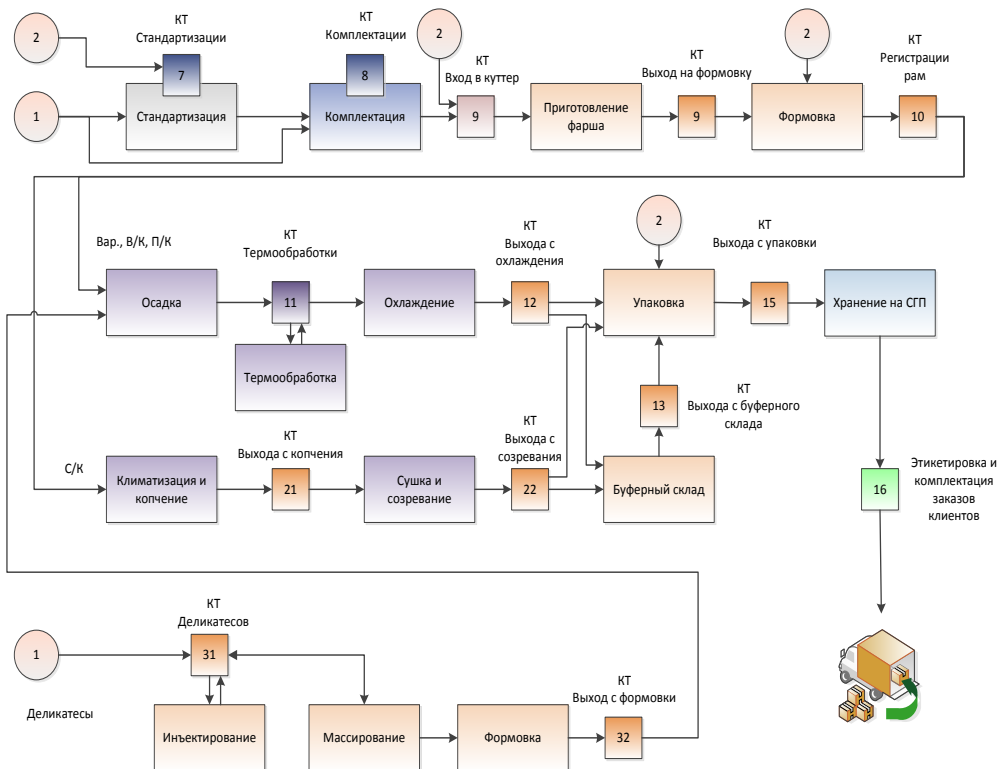 2
КТ
Стандартизации
7
1
Стандартизация
КТ
Комплектации
8
Комплектация
2
КТ
Вход в куттер
9
Приготовление
фарша
КТ
Выход на формовку
9
2
Формовка
КТ
Регистрации
рам
10
Вар., В/К, П/К
Осадка
КТ
Термообработки
11
Термообработка
Охлаждение
КТ
Выхода с
охлаждения
12
2
Упаковка
КТ
Выхода с упаковки
15
Хранение на СГП
13
КТ
Выхода с буферного
склада
С/К
Климатизация и
копчение
КТ
Выхода с копчения
21
Сушка и
созревание
КТ
Выхода с
созревания
22
Буферный склад
16
Этикетировка и
комплектация
заказов
клиентов
1
Деликатесы
КТ
Деликатесов
31
Инъектирование
Массирование
Формовка
КТ
Выход с формовки
32